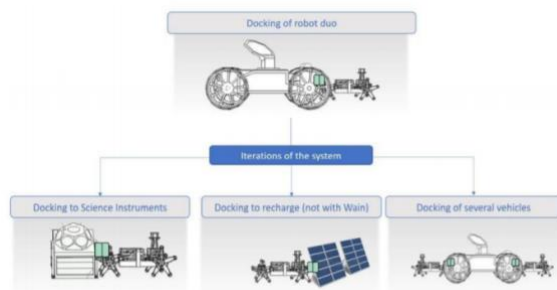 Docking of robot duo
Iterations of the system
Docking to Science Instruments
Docking to recharge (not with Wain)
Docking of several vehicles